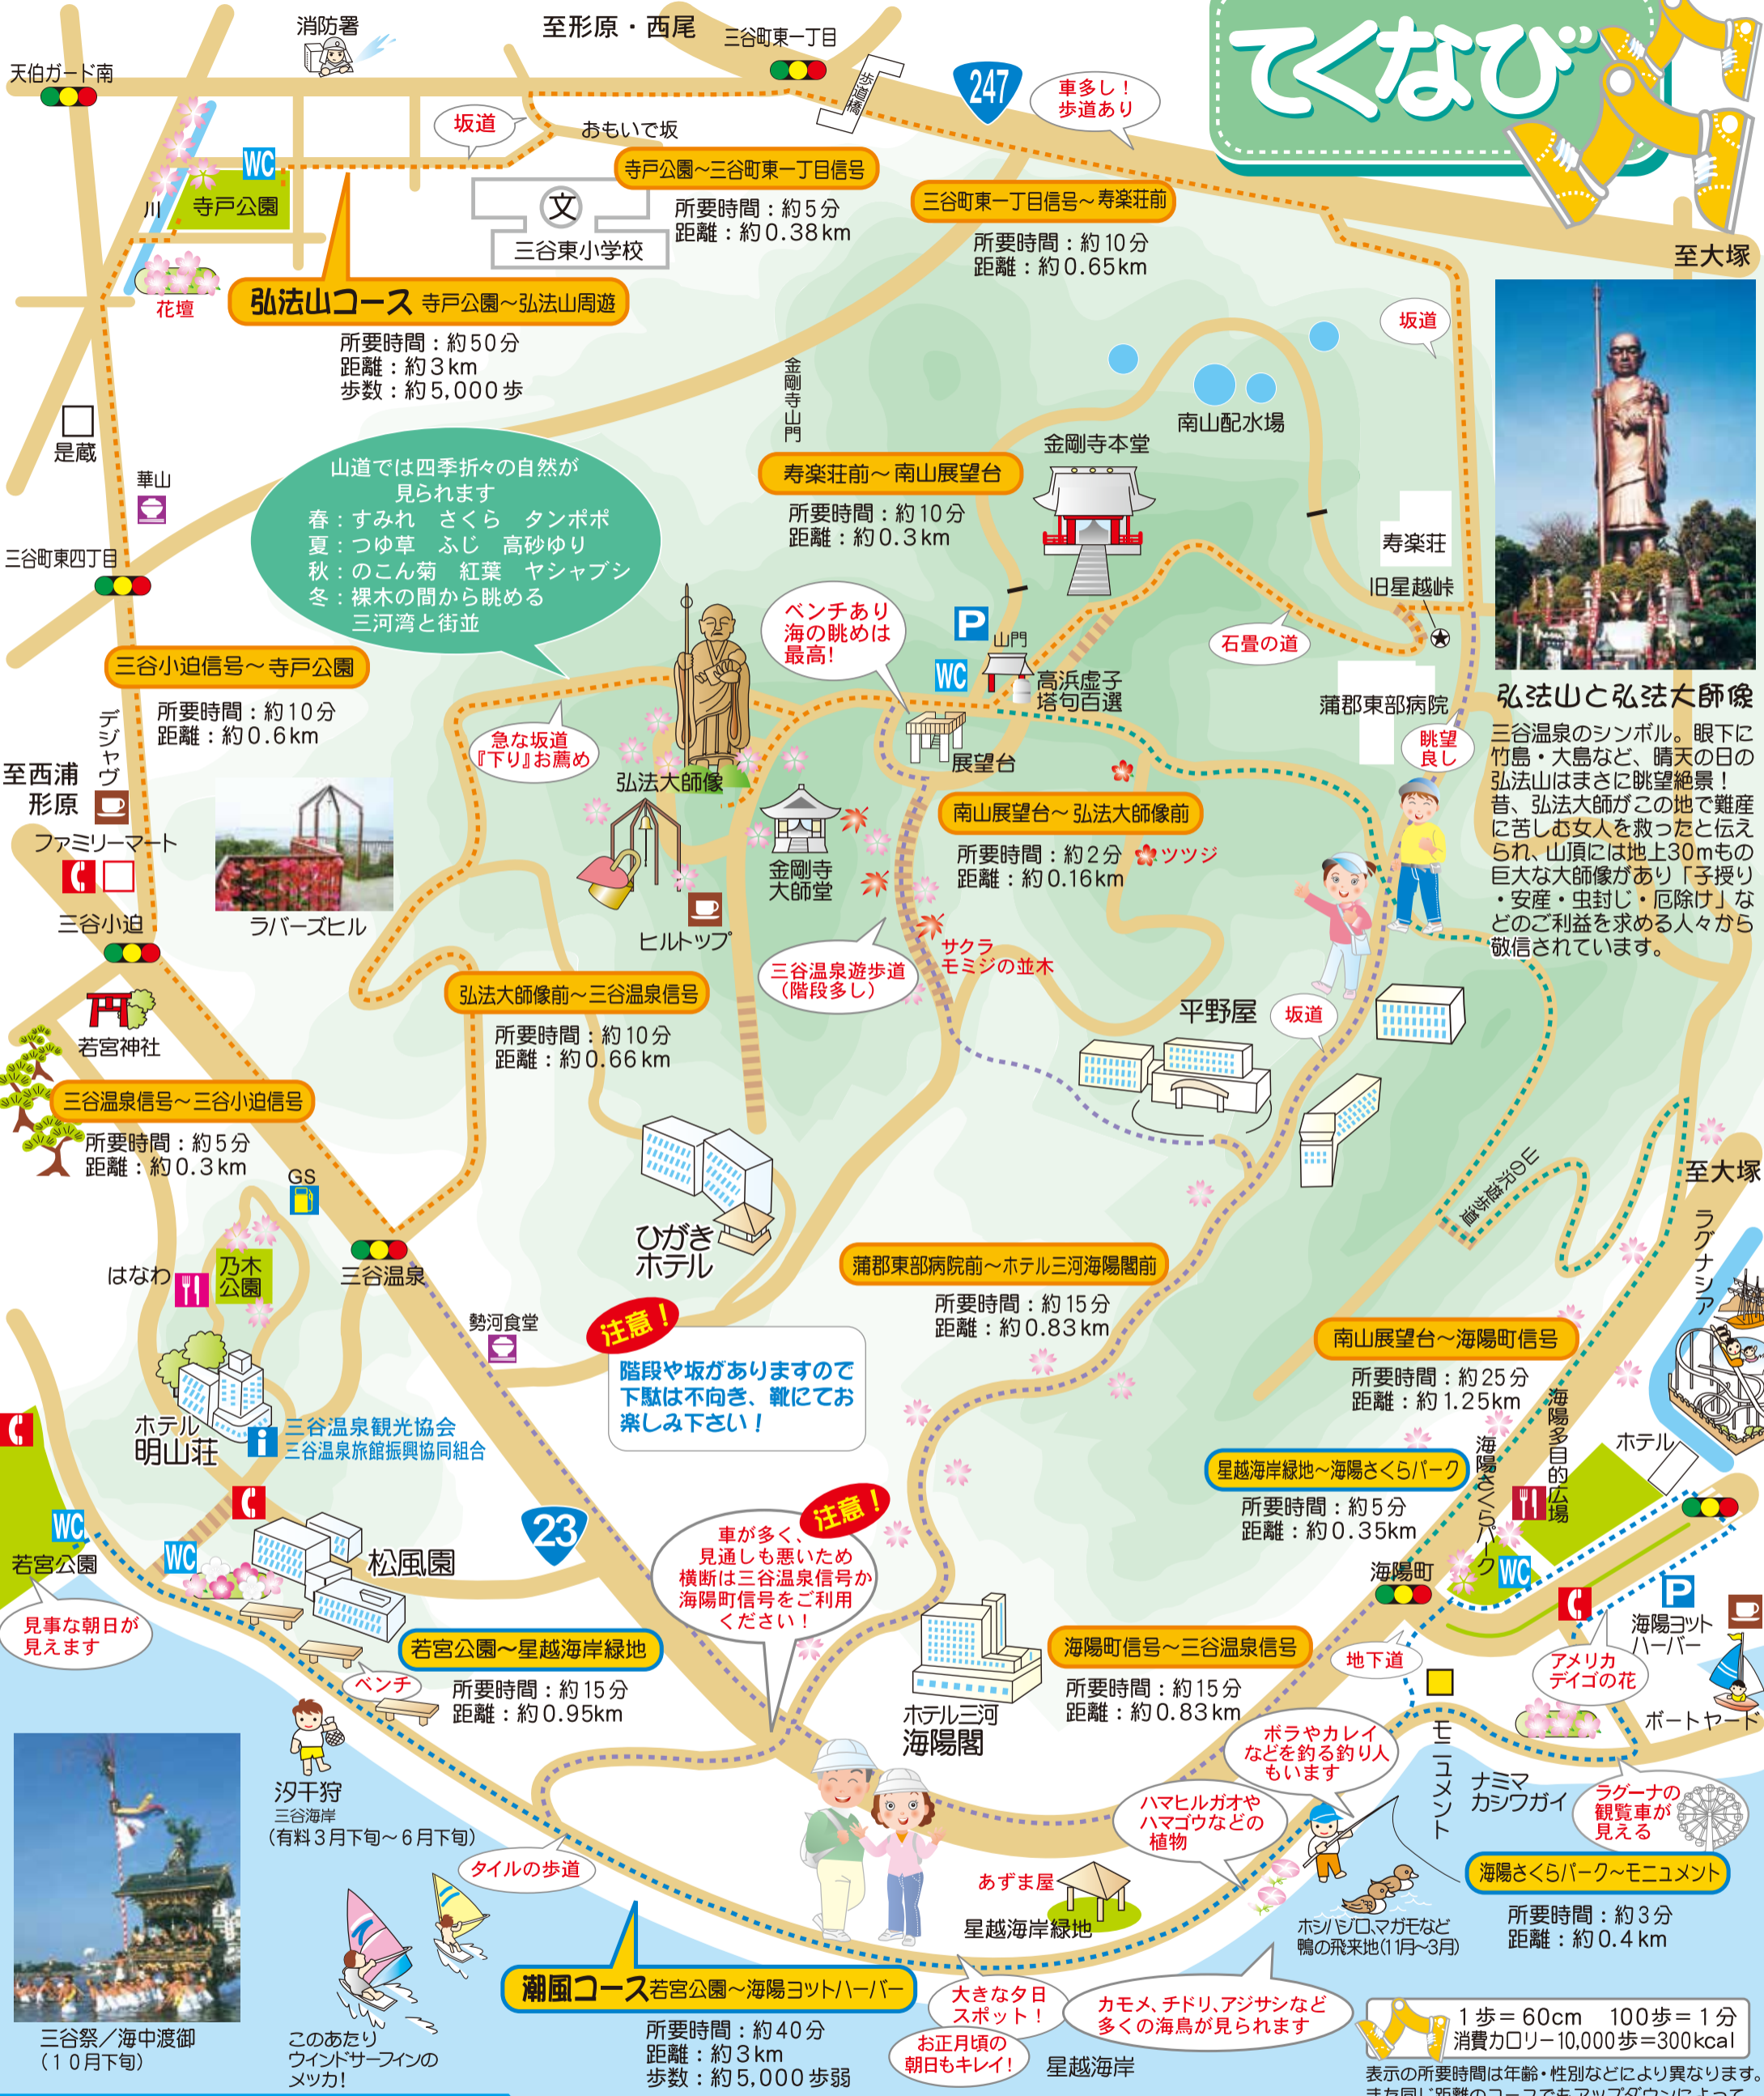 てくなび
消防署
至形原・西尾
三谷町東一丁目
天伯ガード南
歩道橋
247
車多し！
歩道あり
坂道
おもいで坂
WC
寺戸公園
川
花壇
文
三谷東小学校
寺戸公園～三谷町東一丁目信号
所要時間：約5分
距離：約0.38km
三谷町東一丁目信号～寿楽荘前
所要時間：約10分
距離：約0.65km
至大塚
弘法山コース 寺戸公園～弘法山周遊
所要時間：約50分
距離：約3km
歩数：約5,000歩
坂道
是蔵
華山
三谷町東四丁目
金剛寺山門
南山配水場
金剛寺本堂
寿楽荘前～南山展望台
所要時間：約10分
距離：約0.3km
山道では四季折々の自然が
見られます
春：すみれ　さくら　タンポポ
夏：つゆ草　ふじ　高砂ゆり
秋：のこん菊　紅葉　ヤシャブシ
冬：裸木の間から眺める
三河湾と街並
寿楽荘
旧星越峠
石畳の道
ベンチあり
海の眺めは
最高！
P
山門
WC
高浜虚子
塔句百選
蒲郡東部病院
眺望
良し
弘法山と弘法大師像
三谷温泉のシンボル。眼下に
竹島・大島など、晴天の日の
弘法山はまさに眺望絶景！
昔、弘法大師がこの地で難産
に苦しむ女人を救ったと伝え
られ、山頂には地上30mもの
巨大な大師像があり「子授り
・安産・虫封じ・厄除け」な
どのご利益を求める人々から
敬信されています。
三谷小迫信号～寺戸公園
所要時間：約10分
距離：約0.6km
デジャヴ
至西浦
形原
ファミリーマート
三谷小迫
ラバーズヒル
急な坂道
『下り』お薦め
弘法大師像
展望台
金剛寺
大師堂
ヒルトップ
南山展望台～弘法大師像前
所要時間：約2分
距離：約0.16km
ツツジ
サクラ
モミジの並木
三谷温泉遊歩道
（階段多し）
弘法大師像前～三谷温泉信号
所要時間：約10分
距離：約0.66km
平野屋
坂道
若宮神社
三谷温泉信号～三谷小迫信号
所要時間：約5分
距離：約0.3km
GS
はなわ
乃木
公園
三谷温泉
ひがき
ホテル
山の沢遊歩道
至大塚
ラグナシア
蒲郡東部病院前～ホテル三河海陽閣前
所要時間：約15分
距離：約0.83km
勢河食堂
注意！
階段や坂がありますので
下駄は不向き、靴にてお
楽しみ下さい！
南山展望台～海陽町信号
所要時間：約25分
距離：約1.25km
ホテル
明山荘
三谷温泉観光協会
三谷温泉旅館振興協同組合
星越海岸緑地～海陽さくらパーク
所要時間：約5分
距離：約0.35km
海陽さくらパーク
海陽多目的広場
ホテル
WC
若宮公園
見事な朝日が
見えます
WC
松風園
23
注意！
車が多く、
見通しも悪いため
横断は三谷温泉信号か
海陽町信号をご利用
ください！
海陽町
WC
P
海陽ヨット
ハーバー
若宮公園～星越海岸緑地
所要時間：約15分
距離：約0.95km
ベンチ
ホテル三河
海陽閣
海陽町信号～三谷温泉信号
所要時間：約15分
距離：約0.83km
地下道
アメリカ
デイゴの花
ボートヤード
モニュメント
ボラやカレイ
などを釣る釣り人
もいます
ナミマ
カシワガイ
ラグーナの
観覧車が
見える
汐干狩
三谷海岸
（有料３月下旬～６月下旬）
タイルの歩道
ハマヒルガオや
ハマゴウなどの
植物
あずま屋
星越海岸緑地
海陽さくらパーク～モニュメント
所要時間：約3分
距離：約0.4km
ホシハジロ、マガモなど
鴨の飛来地（11月～3月）
潮風コース 若宮公園～海陽ヨットハーバー
所要時間：約40分
距離：約3km
歩数：約5,000歩弱
大きな夕日
スポット！
お正月頃の
朝日もキレイ！
カモメ、チドリ、アジサシなど
多くの海鳥が見られます
星越海岸
三谷祭／海中渡御
（１０月下旬）
このあたり
ウインドサーフィンの
メッカ！
1歩＝60cm　100歩＝1分
消費カロリー10,000歩＝300kcal
表示の所要時間は年齢・性別などにより異なります。
また同じ距離のコースでもアップダウンによって